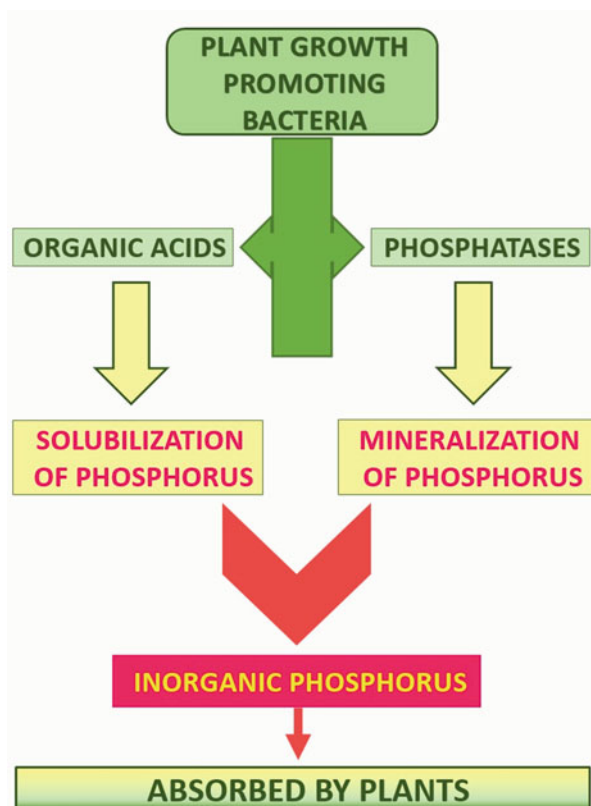 PLANT GROWTH
PROMOTING
BACTERIA
ORGANIC ACIDS
PHOSPHATASES
SOLUBILIZATION
OF PHOSPHORUS
MINERALIZATION
OF PHOSPHORUS
INORGANIC PHOSPHORUS
ABSORBED BY PLANTS